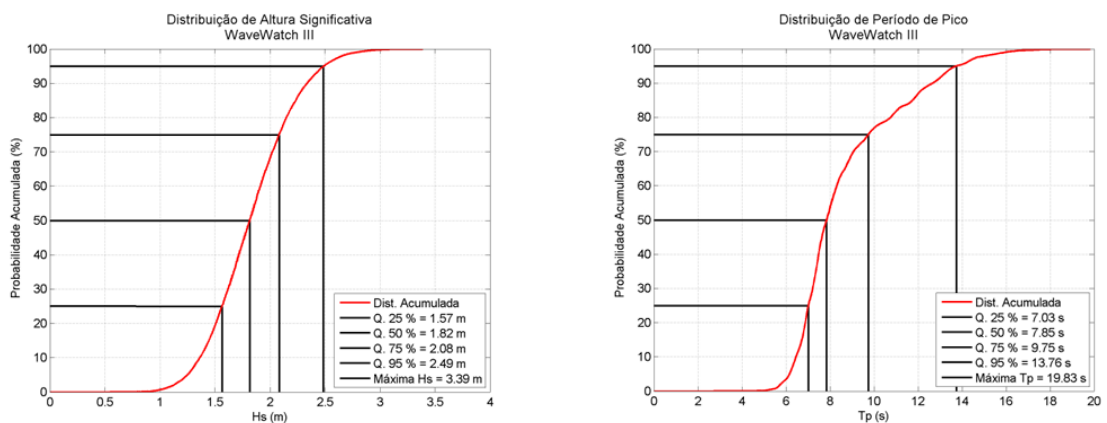 Distribuição de Altura Significativa
WaveWatch III
Probabilidade Acumulada (%)
100
90
80
70
60
50
40
30
20
10
0
Dist. Acumulada
Q. 25 % = 1.57 m
Q. 50 % = 1.82 m
Q. 75 % = 2.08 m
Q. 95 % = 2.49 m
Máxima Hs = 3.39 m
0 0.5 1 1.5 2 2.5 3 3.5 4
Hs (m)
Distribuição de Período de Pico
WaveWatch III
Probabilidade Acumulada (%)
100
90
80
70
60
50
40
30
20
10
0
Dist. Acumulada
Q. 25 % = 7.03 s
Q. 50 % = 7.85 s
Q. 75 % = 9.75 s
Q. 95 % = 13.76 s
Máxima Tp = 19.83 s
0 2 4 6 8 10 12 14 16 18 20
Tp (s)